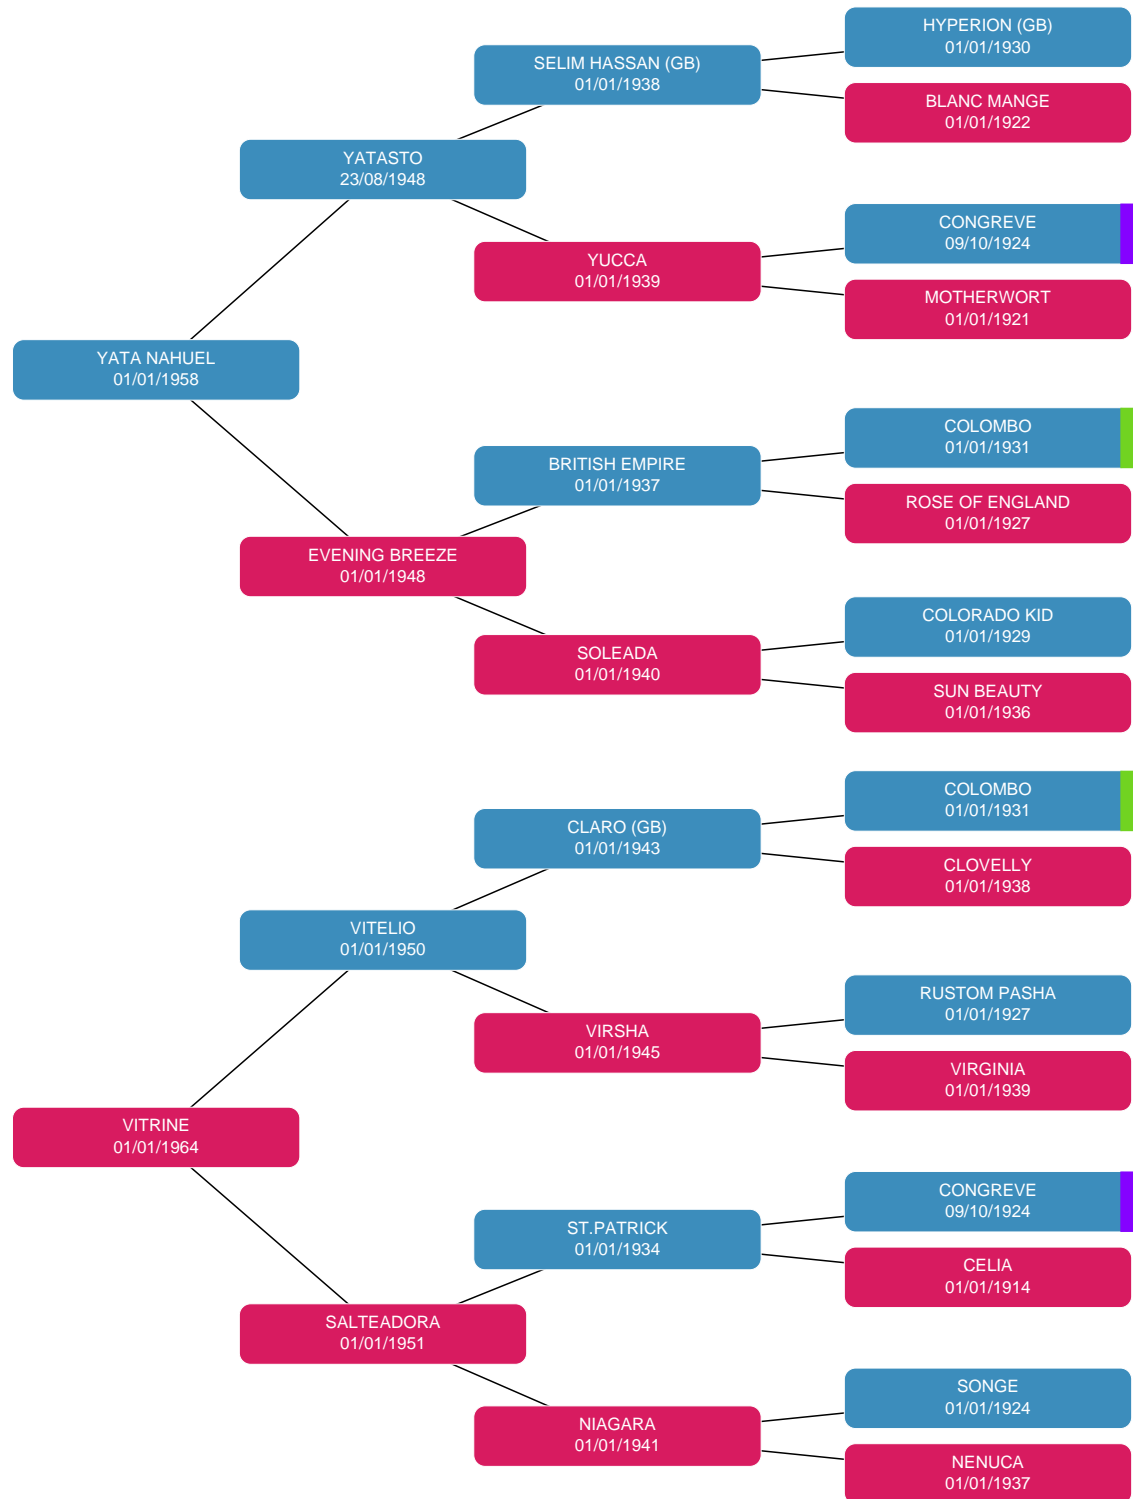 HYPERION (GB)
01/01/1930
SELIM HASSAN (GB)
01/01/1938
BLANC MANGE
01/01/1922
YATASTO
23/08/1948
CONGREVE
09/10/1924
YUCCA
01/01/1939
MOTHERWORT
01/01/1921
YATA NAHUEL
01/01/1958
COLOMBO
01/01/1931
BRITISH EMPIRE
01/01/1937
ROSE OF ENGLAND
01/01/1927
EVENING BREEZE
01/01/1948
COLORADO KID
01/01/1929
SOLEADA
01/01/1940
SUN BEAUTY
01/01/1936
COLOMBO
01/01/1931
CLARO (GB)
01/01/1943
CLOVELLY
01/01/1938
VITELIO
01/01/1950
RUSTOM PASHA
01/01/1927
VIRSHA
01/01/1945
VIRGINIA
01/01/1939
VITRINE
01/01/1964
CONGREVE
09/10/1924
ST.PATRICK
01/01/1934
CELIA
01/01/1914
SALTEADORA
01/01/1951
SONGE
01/01/1924
NIAGARA
01/01/1941
NENUCA
01/01/1937